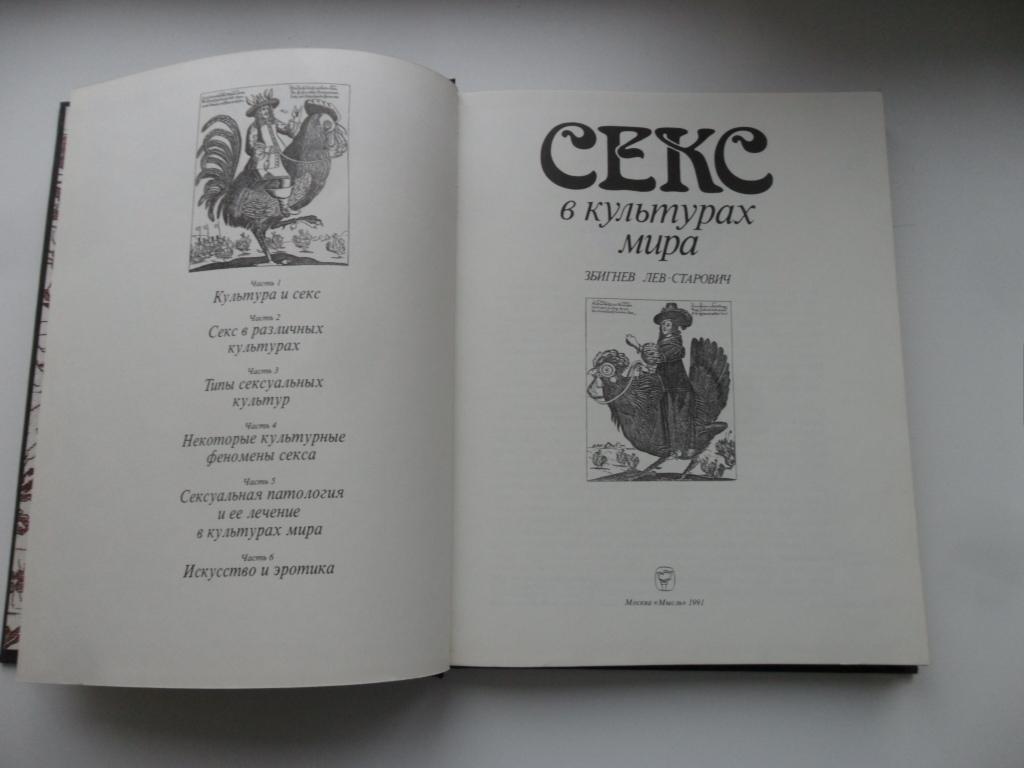 Часть 1
Культура и секс
Часть 2
Секс в различных
культурах
Часть 3
Типы сексуальных
культур
Часть 4
Некоторые культурные
феномены секса
Часть 5
Сексуальная патология
и ее лечение
в культурах мира
Часть 6
Искусство и эротика
СЕКС
в культурах
мира
ЗБИГНЕВ ЛЕВ-СТАРОВИЧ
Москва «Мысль» 1991